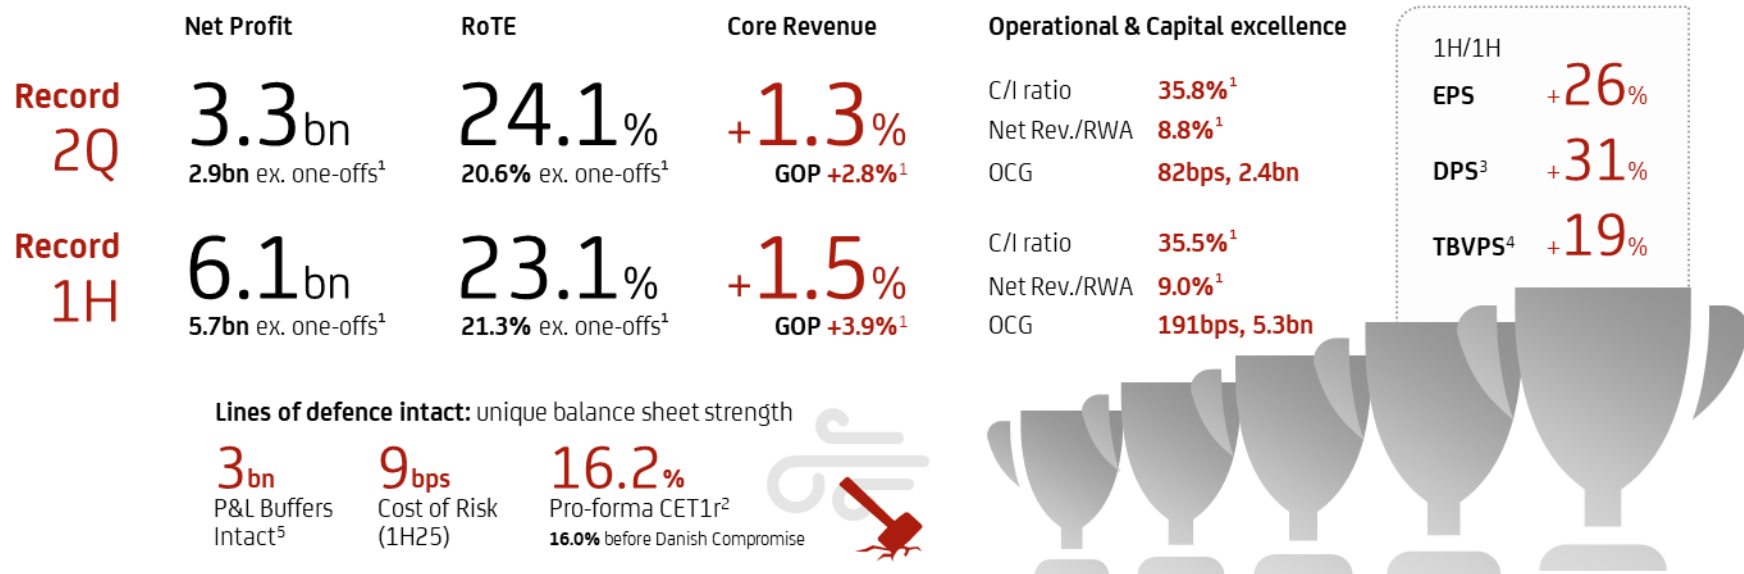 Net Profit
RoTE
Core Revenue
Operational & Capital excellence
Record
2Q
3.3bn
2.9bn ex. one-offs¹
24.1%
20.6% ex. one-offs¹
+1.3%
GOP +2.8%¹
C/I ratio 35.8%¹
Net Rev./RWA 8.8%¹
OCG 82bps, 2.4bn
Record
1H
6.1bn
5.7bn ex. one-offs¹
23.1%
21.3% ex. one-offs¹
+1.5%
GOP +3.9%¹
C/I ratio 35.5%¹
Net Rev./RWA 9.0%¹
OCG 191bps, 5.3bn
1H/1H
EPS +26%
DPS³ +31%
TBVPS⁴ +19%
Lines of defence intact: unique balance sheet strength
3bn
P&L Buffers
Intact⁵
9bps
Cost of Risk
(1H25)
16.2%
Pro-forma CET1r²
16.0% before Danish Compromise